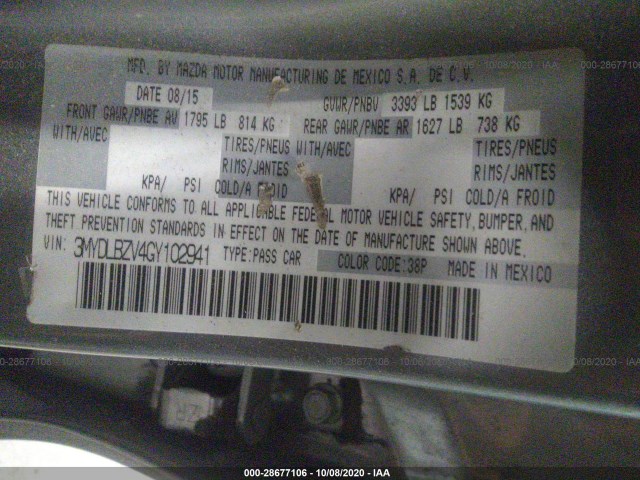 MFD. BY MAZDA MOTOR MANUFACTURING DE MEXICO S.A. DE C.V.
DATE 08/15 GVWR/PNBV 3393 LB 1539 KG
FRONT GAWR/PNBE AV 1795 LB 814 KG REAR GAWR/PNBE AR 1627 LB 738 KG
WITH/AVEC TIRES/PNEUS WITH/AVEC TIRES/PNEUS
RIMS/JANTES RIMS/JANTES
KPA/ PSI COLD/A FROID KPA/ PSI COLD/A FROID
THIS VEHICLE CONFORMS TO ALL APPLICABLE FEDERAL MOTOR VEHICLE SAFETY, BUMPER, AND
THEFT PREVENTION STANDARDS IN EFFECT ON THE DATE OF MANUFACTURE SHOWN ABOVE.
VIN: 3MYDLBZV4GY102941 TYPE:PASS CAR COLOR CODE:38P MADE IN MEXICO
000-28677106 - 10/08/2020 - IAA